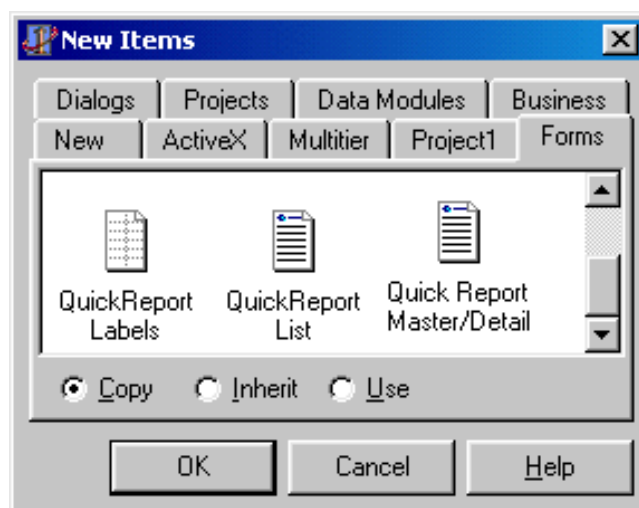 New Items
Dialogs Projects Data Modules Business
New ActiveX Multitier Project1 Forms
QuickReport Labels
QuickReport List
Quick Report Master/Detail
Copy Inherit Use
OK Cancel Help